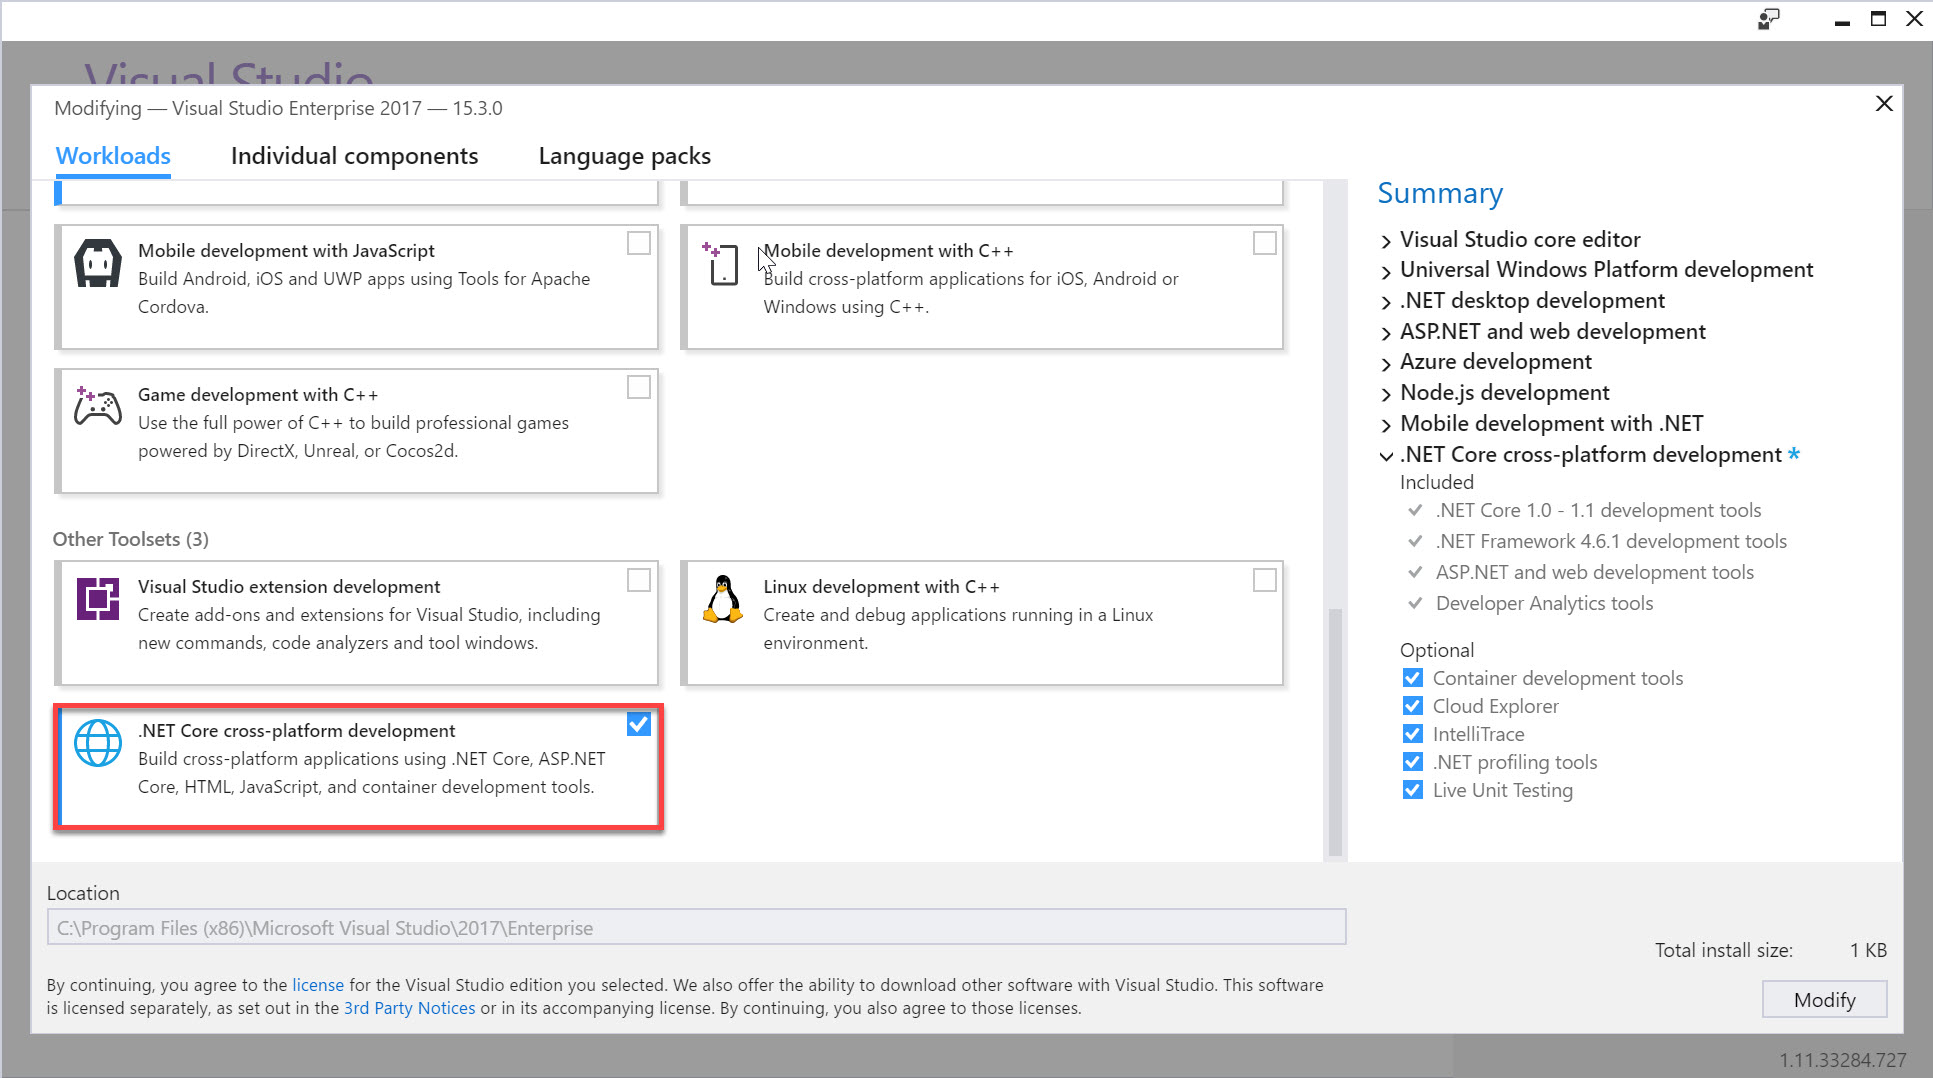 Visual Studio
Modifying — Visual Studio Enterprise 2017 — 15.3.0
Workloads
Individual components
Language packs
Mobile development with JavaScript
Build Android, iOS and UWP apps using Tools for Apache
Cordova.
Mobile development with C++
Build cross-platform applications for iOS, Android or
Windows using C++.
Game development with C++
Use the full power of C++ to build professional games
powered by DirectX, Unreal, or Cocos2d.
Other Toolsets (3)
Visual Studio extension development
Create add-ons and extensions for Visual Studio, including
new commands, code analyzers and tool windows.
Linux development with C++
Create and debug applications running in a Linux
environment.
.NET Core cross-platform development
Build cross-platform applications using .NET Core, ASP.NET
Core, HTML, JavaScript, and container development tools.
Summary
Visual Studio core editor
Universal Windows Platform development
.NET desktop development
ASP.NET and web development
Azure development
Node.js development
Mobile development with .NET
.NET Core cross-platform development *
Included
.NET Core 1.0 - 1.1 development tools
.NET Framework 4.6.1 development tools
ASP.NET and web development tools
Developer Analytics tools
Optional
Container development tools
Cloud Explorer
IntelliTrace
.NET profiling tools
Live Unit Testing
Location
C:\Program Files (x86)\Microsoft Visual Studio\2017\Enterprise
Total install size: 1 KB
By continuing, you agree to the license for the Visual Studio edition you selected. We also offer the ability to download other software with Visual Studio. This software
is licensed separately, as set out in the 3rd Party Notices or in its accompanying license. By continuing, you also agree to those licenses.
Modify
1.11.33284.727